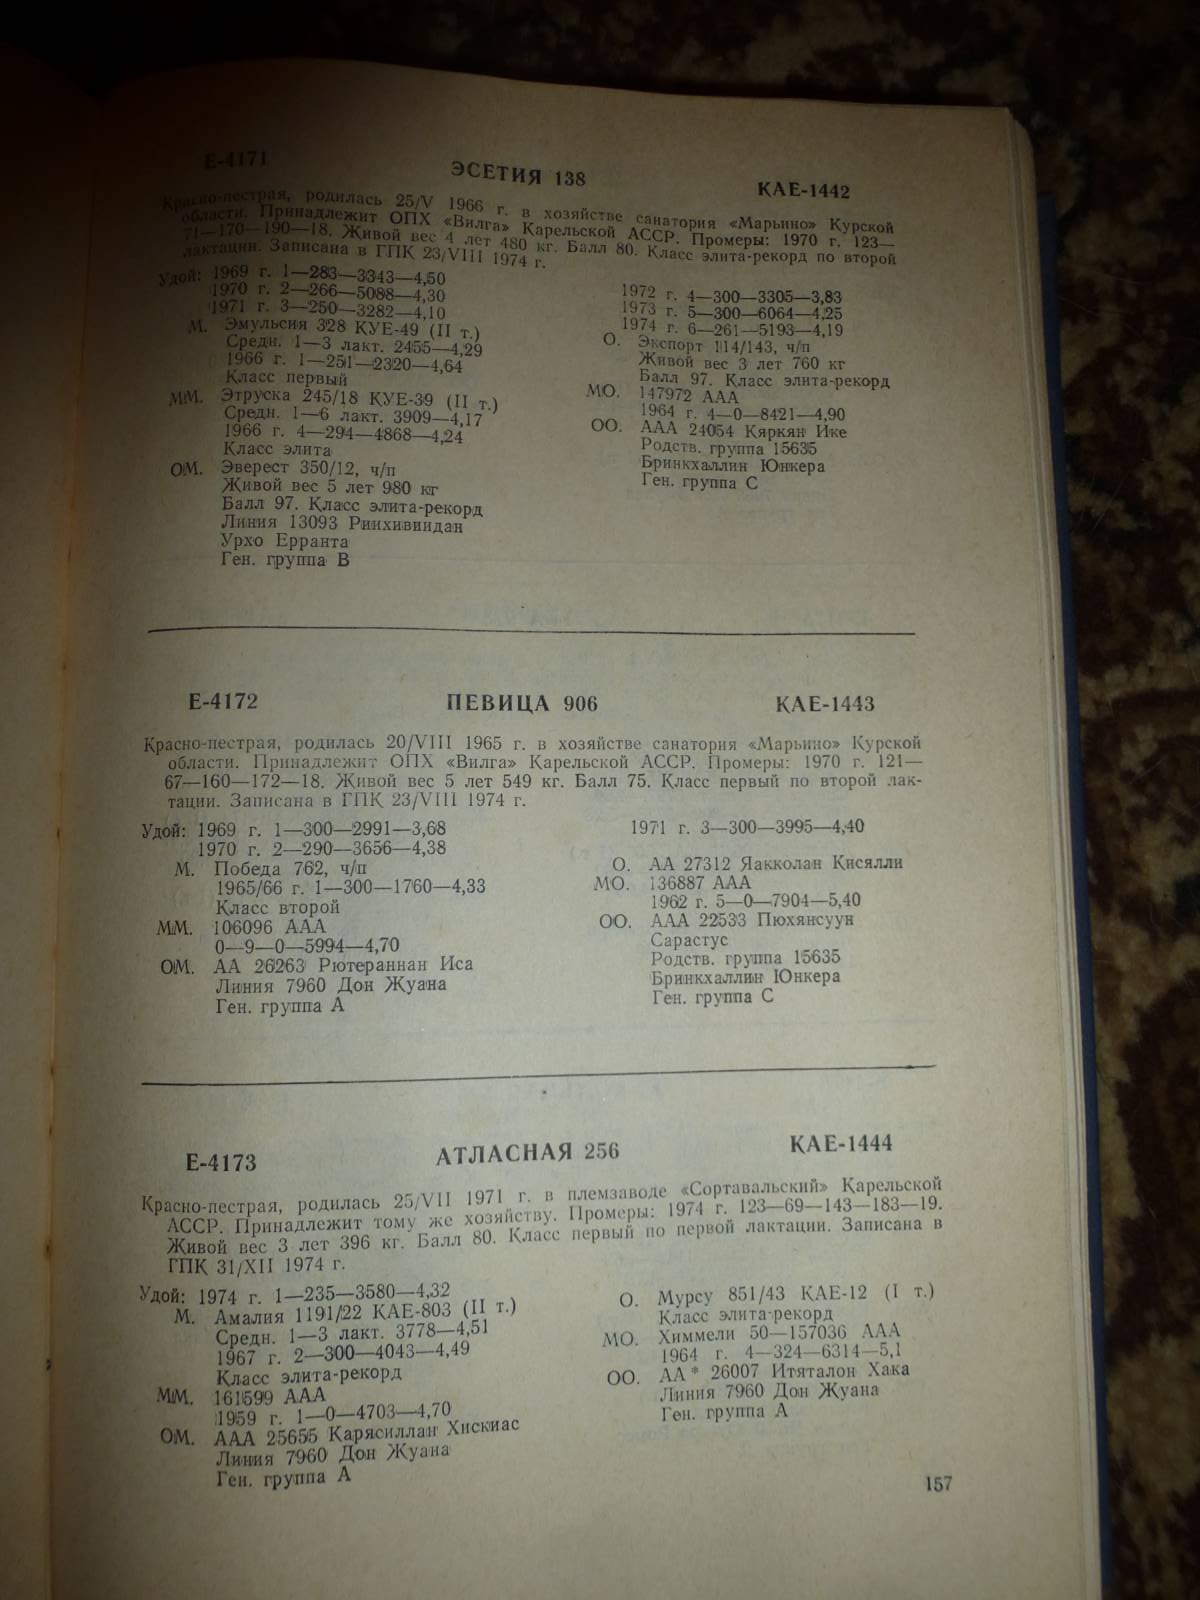 Е-4171 ЭСЕТИЯ 138 ҚАЕ-1442
Красно-пестрая, родилась 25/V 1966 г. в хозяйстве санатория «Марьино» Курской
области. Принадлежит ОПХ «Вилга» Карельской АССР. Промеры: 1970 г. 123—
71—170—190—18. Живой вес 4 лет 480 кг. Балл 80. Класс элита-рекорд по второй
лактации. Записана в ГПК 23/VIII 1974 г.
Удой: 1969 г. 1—283—3343—4,50
1970 г. 2—266—5088—4,30
1971 г. 3—250—3282—4,10
М. Эмульсия 328 ҚУЕ-49 (II т.)
Средн. 1—3 лакт. 2455—4,29
1966 г. 1—251—2320—4,64
Класс первый
ММ. Этруска 245/18 ҚУЕ-39 (II т.)
Средн. 1—6 лакт. 3909—4,17
1966 г. 4—294—4868—4,24
Класс элита
ОМ. Эверест 350/12, ч/п
Живой вес 5 лет 980 кг
Балл 97. Класс элита-рекорд
Линия 13093 Риихивиидан
Урхо Ерранта
Ген. группа В
1972 г. 4—300—3305—3,83
1973 г. 5—300—6064—4,25
1974 г. 6—261—5193—4,19
О. Экспорт 114/143, ч/п
Живой вес 3 лет 760 кг
Балл 97. Класс элита-рекорд
МО. 147972 ААА
1964 г. 4—0—8421—4,90
ОО. ААА 24054 Қяркян Ике
Родств. группа 15635
Бринкхаллин Юнкера
Ген. группа С
Е-4172 ПЕВИЦА 906 ҚАЕ-1443
Красно-пестрая, родилась 20/VIII 1965 г. в хозяйстве санатория «Марьино» Курской
области. Принадлежит ОПХ «Вилга» Карельской АССР. Промеры: 1970 г. 121—
67—160—172—18. Живой вес 5 лет 549 кг. Балл 75. Класс первый по второй лак-
тации. Записана в ГПҚ 23/VIII 1974 г.
Удой: 1969 г. 1—300—2991—3,68
1970 г. 2—290—3656—4,38
М. Победа 762, ч/п
1965/66 г. 1—300—1760—4,33
Класс второй
ММ. 106096 ААА
0—9—0—5994—4,70
ОМ. АА 26263 Рютераннан Иса
Линия 7960 Дон Жуана
Ген. группа А
1971 г. 3—300—3995—4,40
О. АА 27312 Яакколан Қисялли
МО. 136887 ААА
1962 г. 5—0—7904—5,40
ОО. ААА 22533 Пюхянсуун
Сарастус
Родств. группа 15635
Бринкхаллин Юнкера
Ген. группа С
Е-4173 АТЛАСНАЯ 256 ҚАЕ-1444
Красно-пестрая, родилась 25/VII 1971 г. в племзаводе «Сортавальский» Карельской
АССР. Принадлежит тому же хозяйству. Промеры: 1974 г. 123—69—143—183—19.
Живой вес 3 лет 396 кг. Балл 80. Класс первый по первой лактации. Записана в
ГПҚ 31/XII 1974 г.
Удой: 1974 г. 1—235—3580—4,32
М. Амалия 1191/22 ҚАЕ-803 (II т.)
Средн. 1—3 лакт. 3778—4,51
1967 г. 2—300—4043—4,49
Класс элита-рекорд
ММ. 161599 ААА
1959 г. 1—0—4703—4,70
ОМ. ААА 25655 Қарясиллан Хискиас
Линия 7960 Дон Жуана
Ген. группа А
О. Мурсу 851/43 ҚАЕ-12 (I т.)
Класс элита-рекорд
МО. Химмели 50—157036 ААА
1964 г. 4—324—6314—5,1
ОО. АА* 26007 Итяталон Хака
Линия 7960 Дон Жуана
Ген. группа А
157